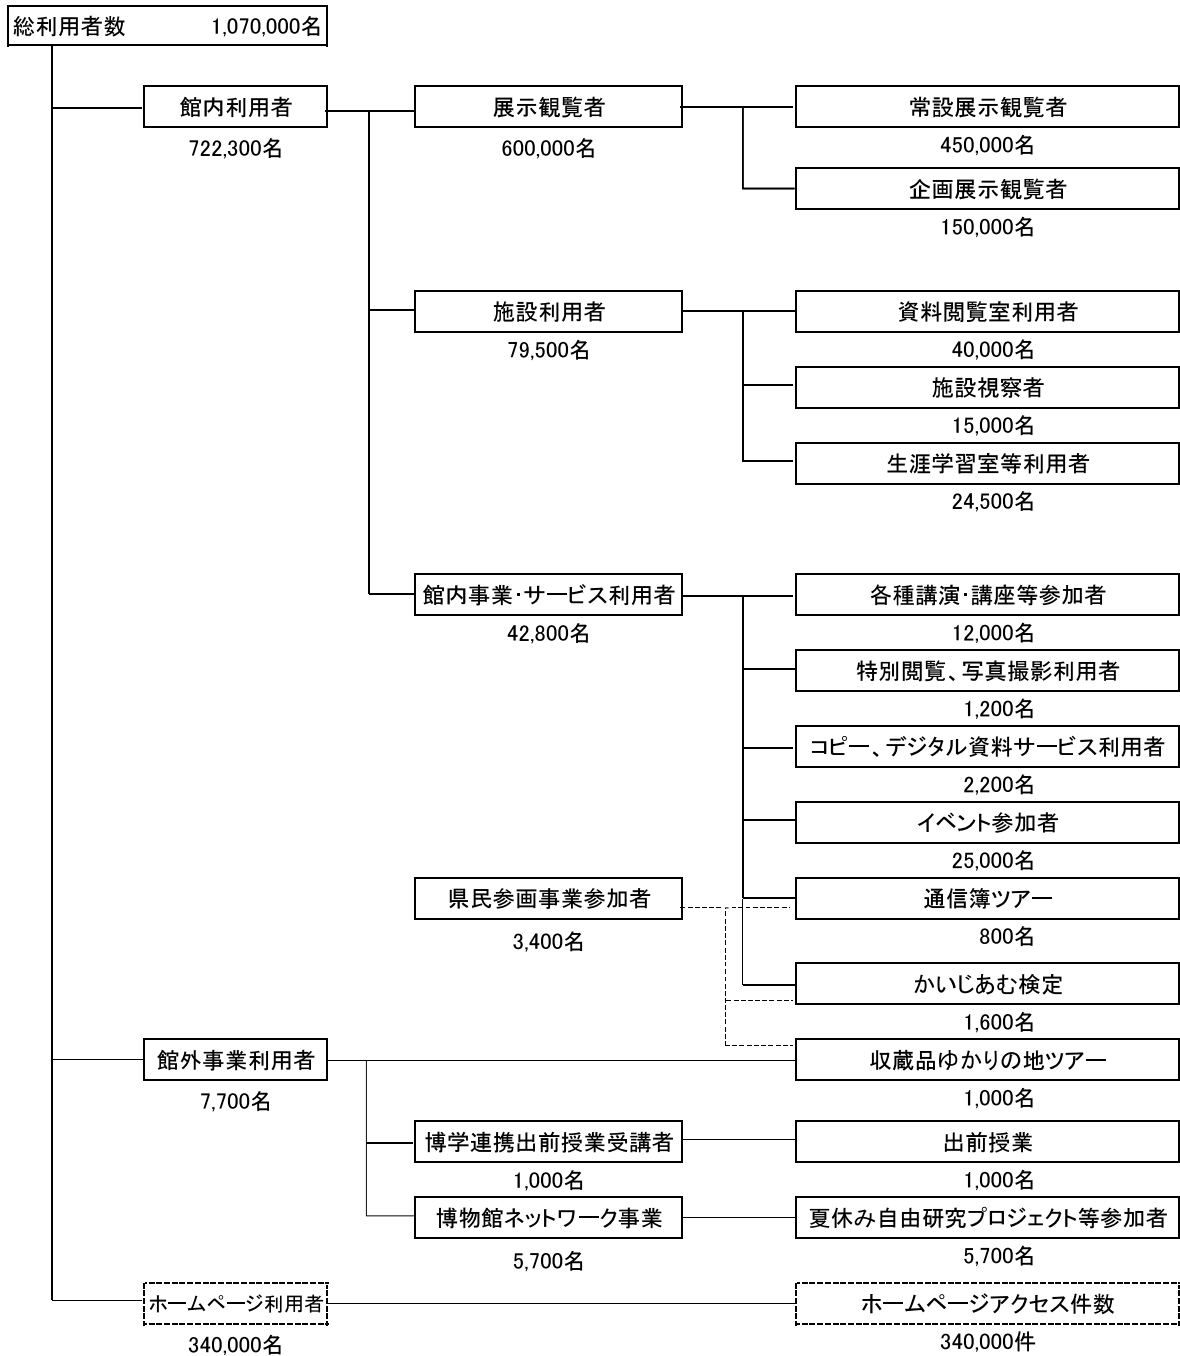 総利用者数 1,070,000名
館内利用者
722,300名
展示観覧者
600,000名
常設展示観覧者
450,000名
企画展示観覧者
150,000名
施設利用者
79,500名
資料閲覧室利用者
40,000名
施設視察者
15,000名
生涯学習室等利用者
24,500名
館内事業・サービス利用者
42,800名
各種講演・講座等参加者
12,000名
特別閲覧、写真撮影利用者
1,200名
コピー、デジタル資料サービス利用者
2,200名
イベント参加者
25,000名
県民参画事業参加者
3,400名
通信簿ツアー
800名
かいじあむ検定
1,600名
館外事業利用者
7,700名
収蔵品ゆかりの地ツアー
1,000名
博学連携出前授業受講者
1,000名
出前授業
1,000名
博物館ネットワーク事業
5,700名
夏休み自由研究プロジェクト等参加者
5,700名
ホームページ利用者
340,000名
ホームページアクセス件数
340,000件